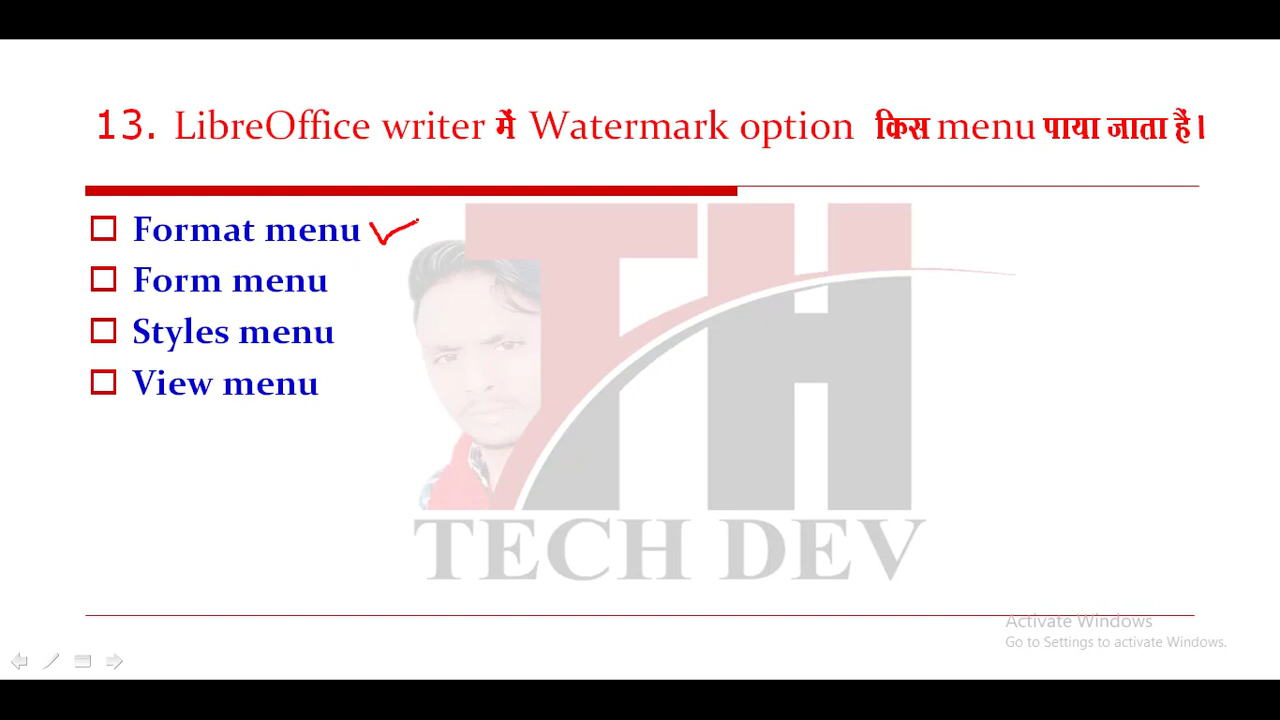 13. LibreOffice writer में Watermark option किस menu पाया जाता हैं।
Format menu
Form menu
Styles menu
View menu
TH
TECH DEV
Activate Windows
Go to Settings to activate Windows.